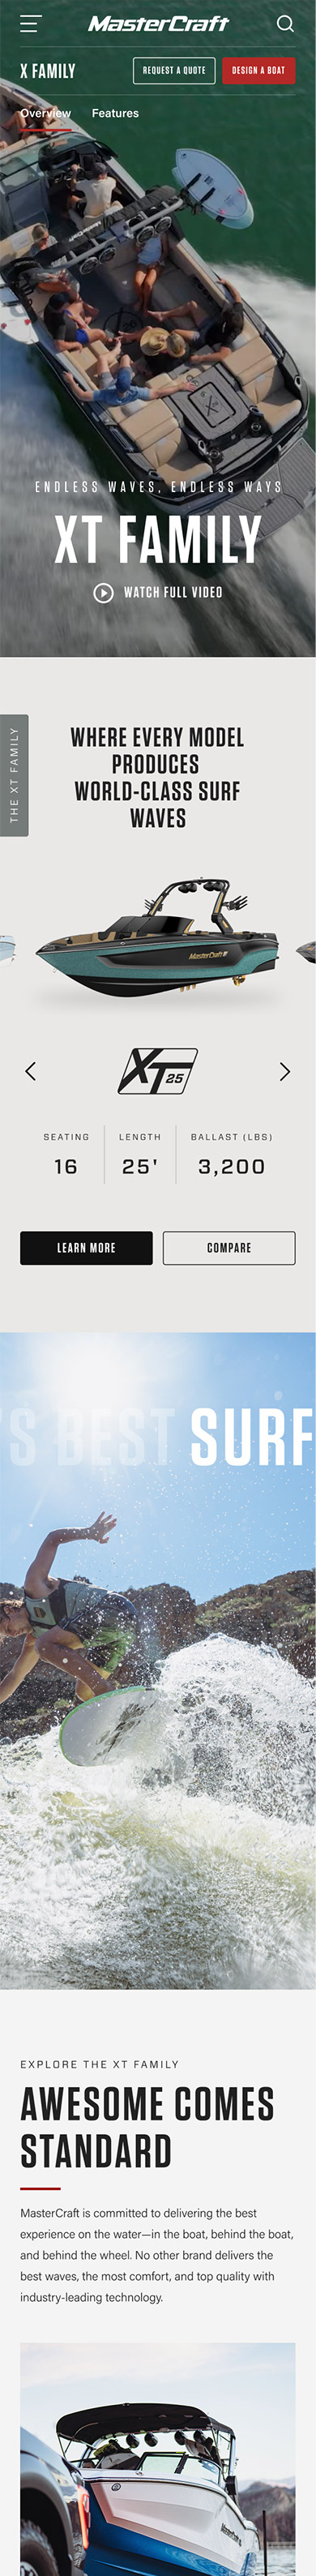 MasterCraft
X FAMILY
REQUEST A QUOTE
DESIGN A BOAT
Overview
Features
ENDLESS WAVES, ENDLESS WAYS
XT FAMILY
WATCH FULL VIDEO
THE XT FAMILY
WHERE EVERY MODEL
PRODUCES
WORLD-CLASS SURF
WAVES
MasterCraft
XT 25
SEATING
16
LENGTH
25'
BALLAST (LBS)
3,200
LEARN MORE
COMPARE
'S BEST SURF
EXPLORE THE XT FAMILY
AWESOME COMES
STANDARD
MasterCraft is committed to delivering the best
experience on the water—in the boat, behind the boat,
and behind the wheel. No other brand delivers the
best waves, the most comfort, and top quality with
industry-leading technology.